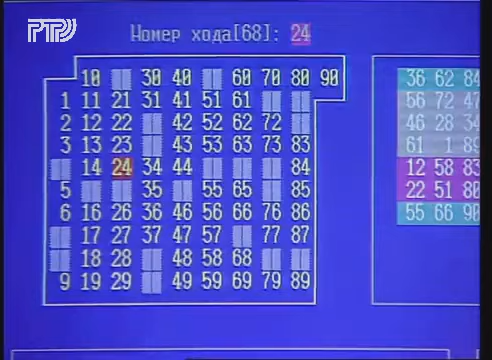 РТР
Номер хода[68]: 24
10 30 40 60 70 80 90
1 11 21 31 41 51 61
2 12 22 42 52 62 72
3 13 23 43 53 63 73 83
14 24 34 44 84
5 35 55 65 85
6 16 26 36 46 56 66 76 86
17 27 37 47 57 77 87
18 28 48 58 68
9 19 29 49 59 69 79 89
36 62 84
56 72 47
46 28 34
61 1 89
12 58 83
22 51 80
55 66 90